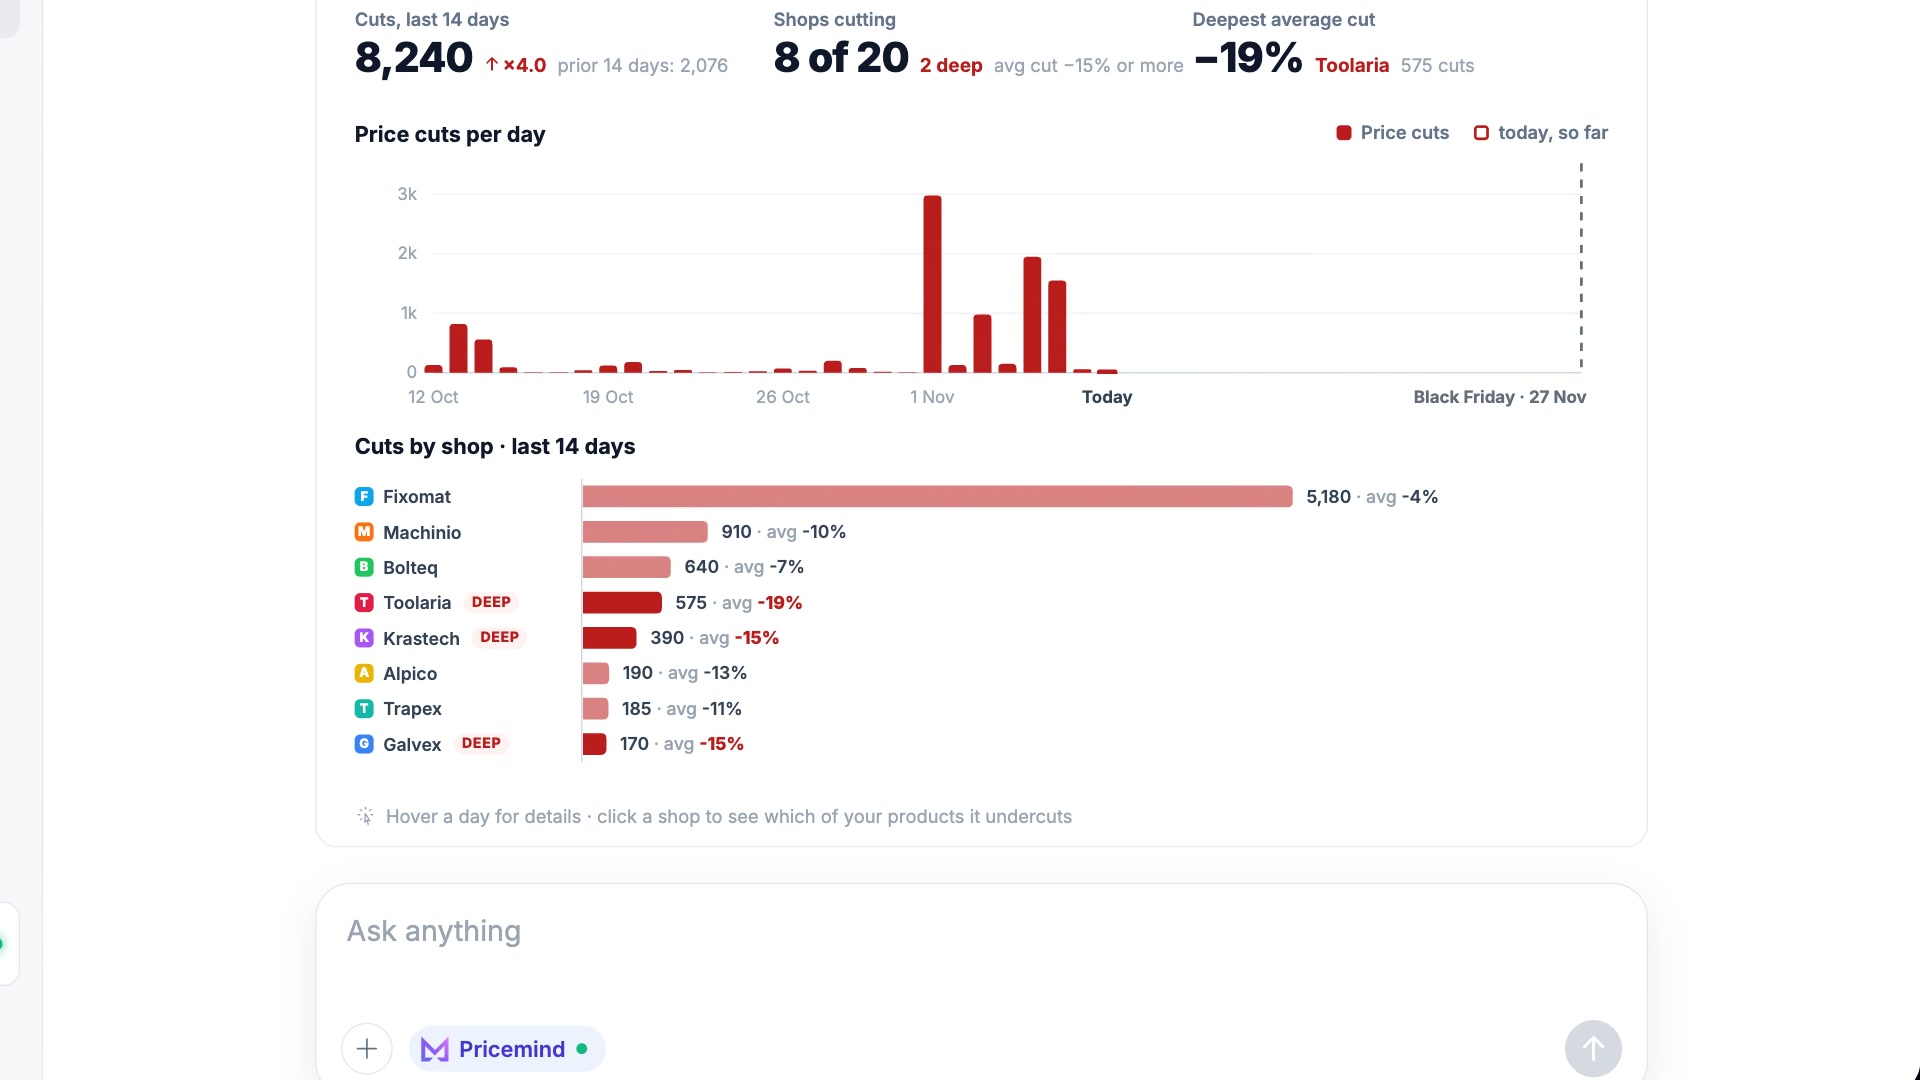 Cuts, last 14 days
8,240 ↑ ×4.0 prior 14 days: 2,076
Shops cutting
8 of 20 2 deep avg cut −15% or more
Deepest average cut
−19% Toolaria 575 cuts
Price cuts per day
Price cuts
today, so far
3k
2k
1k
0
12 Oct
19 Oct
26 Oct
1 Nov
Today
Black Friday · 27 Nov
Cuts by shop · last 14 days
F Fixomat 5,180 · avg -4%
M Machinio 910 · avg -10%
B Bolteq 640 · avg -7%
T Toolaria DEEP 575 · avg -19%
K Krastech DEEP 390 · avg -15%
A Alpico 190 · avg -13%
T Trapex 185 · avg -11%
G Galvex DEEP 170 · avg -15%
Hover a day for details · click a shop to see which of your products it undercuts
Ask anything
Pricemind